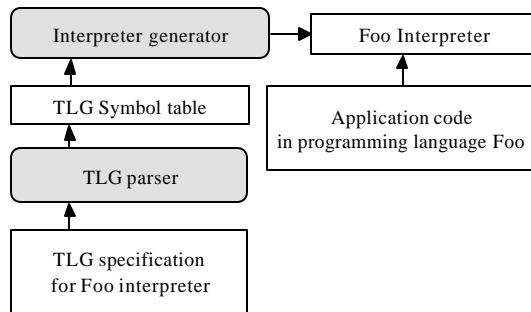 Interpreter generator
Foo Interpreter
TLG Symbol table
Application code
in programming language Foo
TLG parser
TLG specification
for Foo interpreter